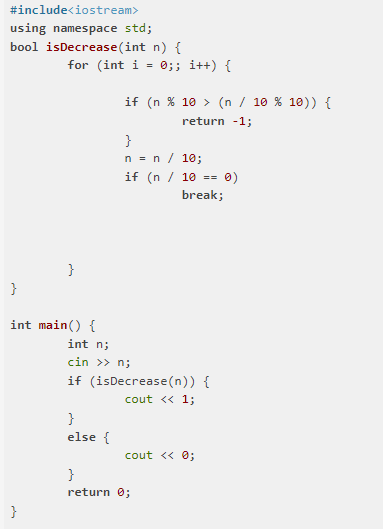 #include<iostream>
using namespace std;
bool isDecrease(int n) {
for (int i = 0;; i++) {
if (n % 10 > (n / 10 % 10)) {
return -1;
}
n = n / 10;
if (n / 10 == 0)
break;
}
}
int main() {
int n;
cin >> n;
if (isDecrease(n)) {
cout << 1;
}
else {
cout << 0;
}
return 0;
}